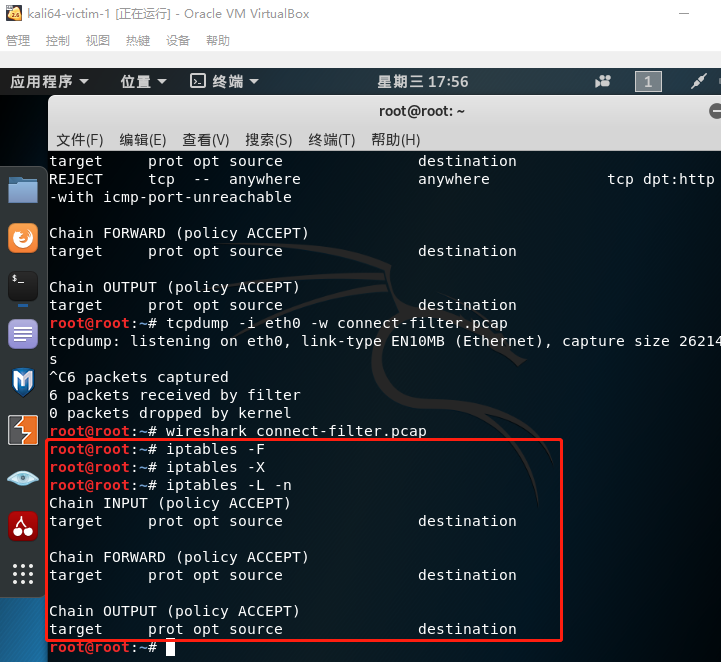 kali64-victim-1 [正在运行] - Oracle VM VirtualBox
管理 控制 视图 热键 设备 帮助
应用程序 位置 终端 星期三 17:56 1
root@root: ~
文件(F) 编辑(E) 查看(V) 搜索(S) 终端(T) 帮助(H)
target     prot opt source               destination
REJECT     tcp  --  anywhere             anywhere             tcp dpt:http
-with icmp-port-unreachable
Chain FORWARD (policy ACCEPT)
target     prot opt source               destination
Chain OUTPUT (policy ACCEPT)
target     prot opt source               destination
root@root:~# tcpdump -i eth0 -w connect-filter.pcap
tcpdump: listening on eth0, link-type EN10MB (Ethernet), capture size 26214
s
^C6 packets captured
6 packets received by filter
0 packets dropped by kernel
root@root:~# wireshark connect-filter.pcap
root@root:~# iptables -F
root@root:~# iptables -X
root@root:~# iptables -L -n
Chain INPUT (policy ACCEPT)
target     prot opt source               destination
Chain FORWARD (policy ACCEPT)
target     prot opt source               destination
Chain OUTPUT (policy ACCEPT)
target     prot opt source               destination
root@root:~#